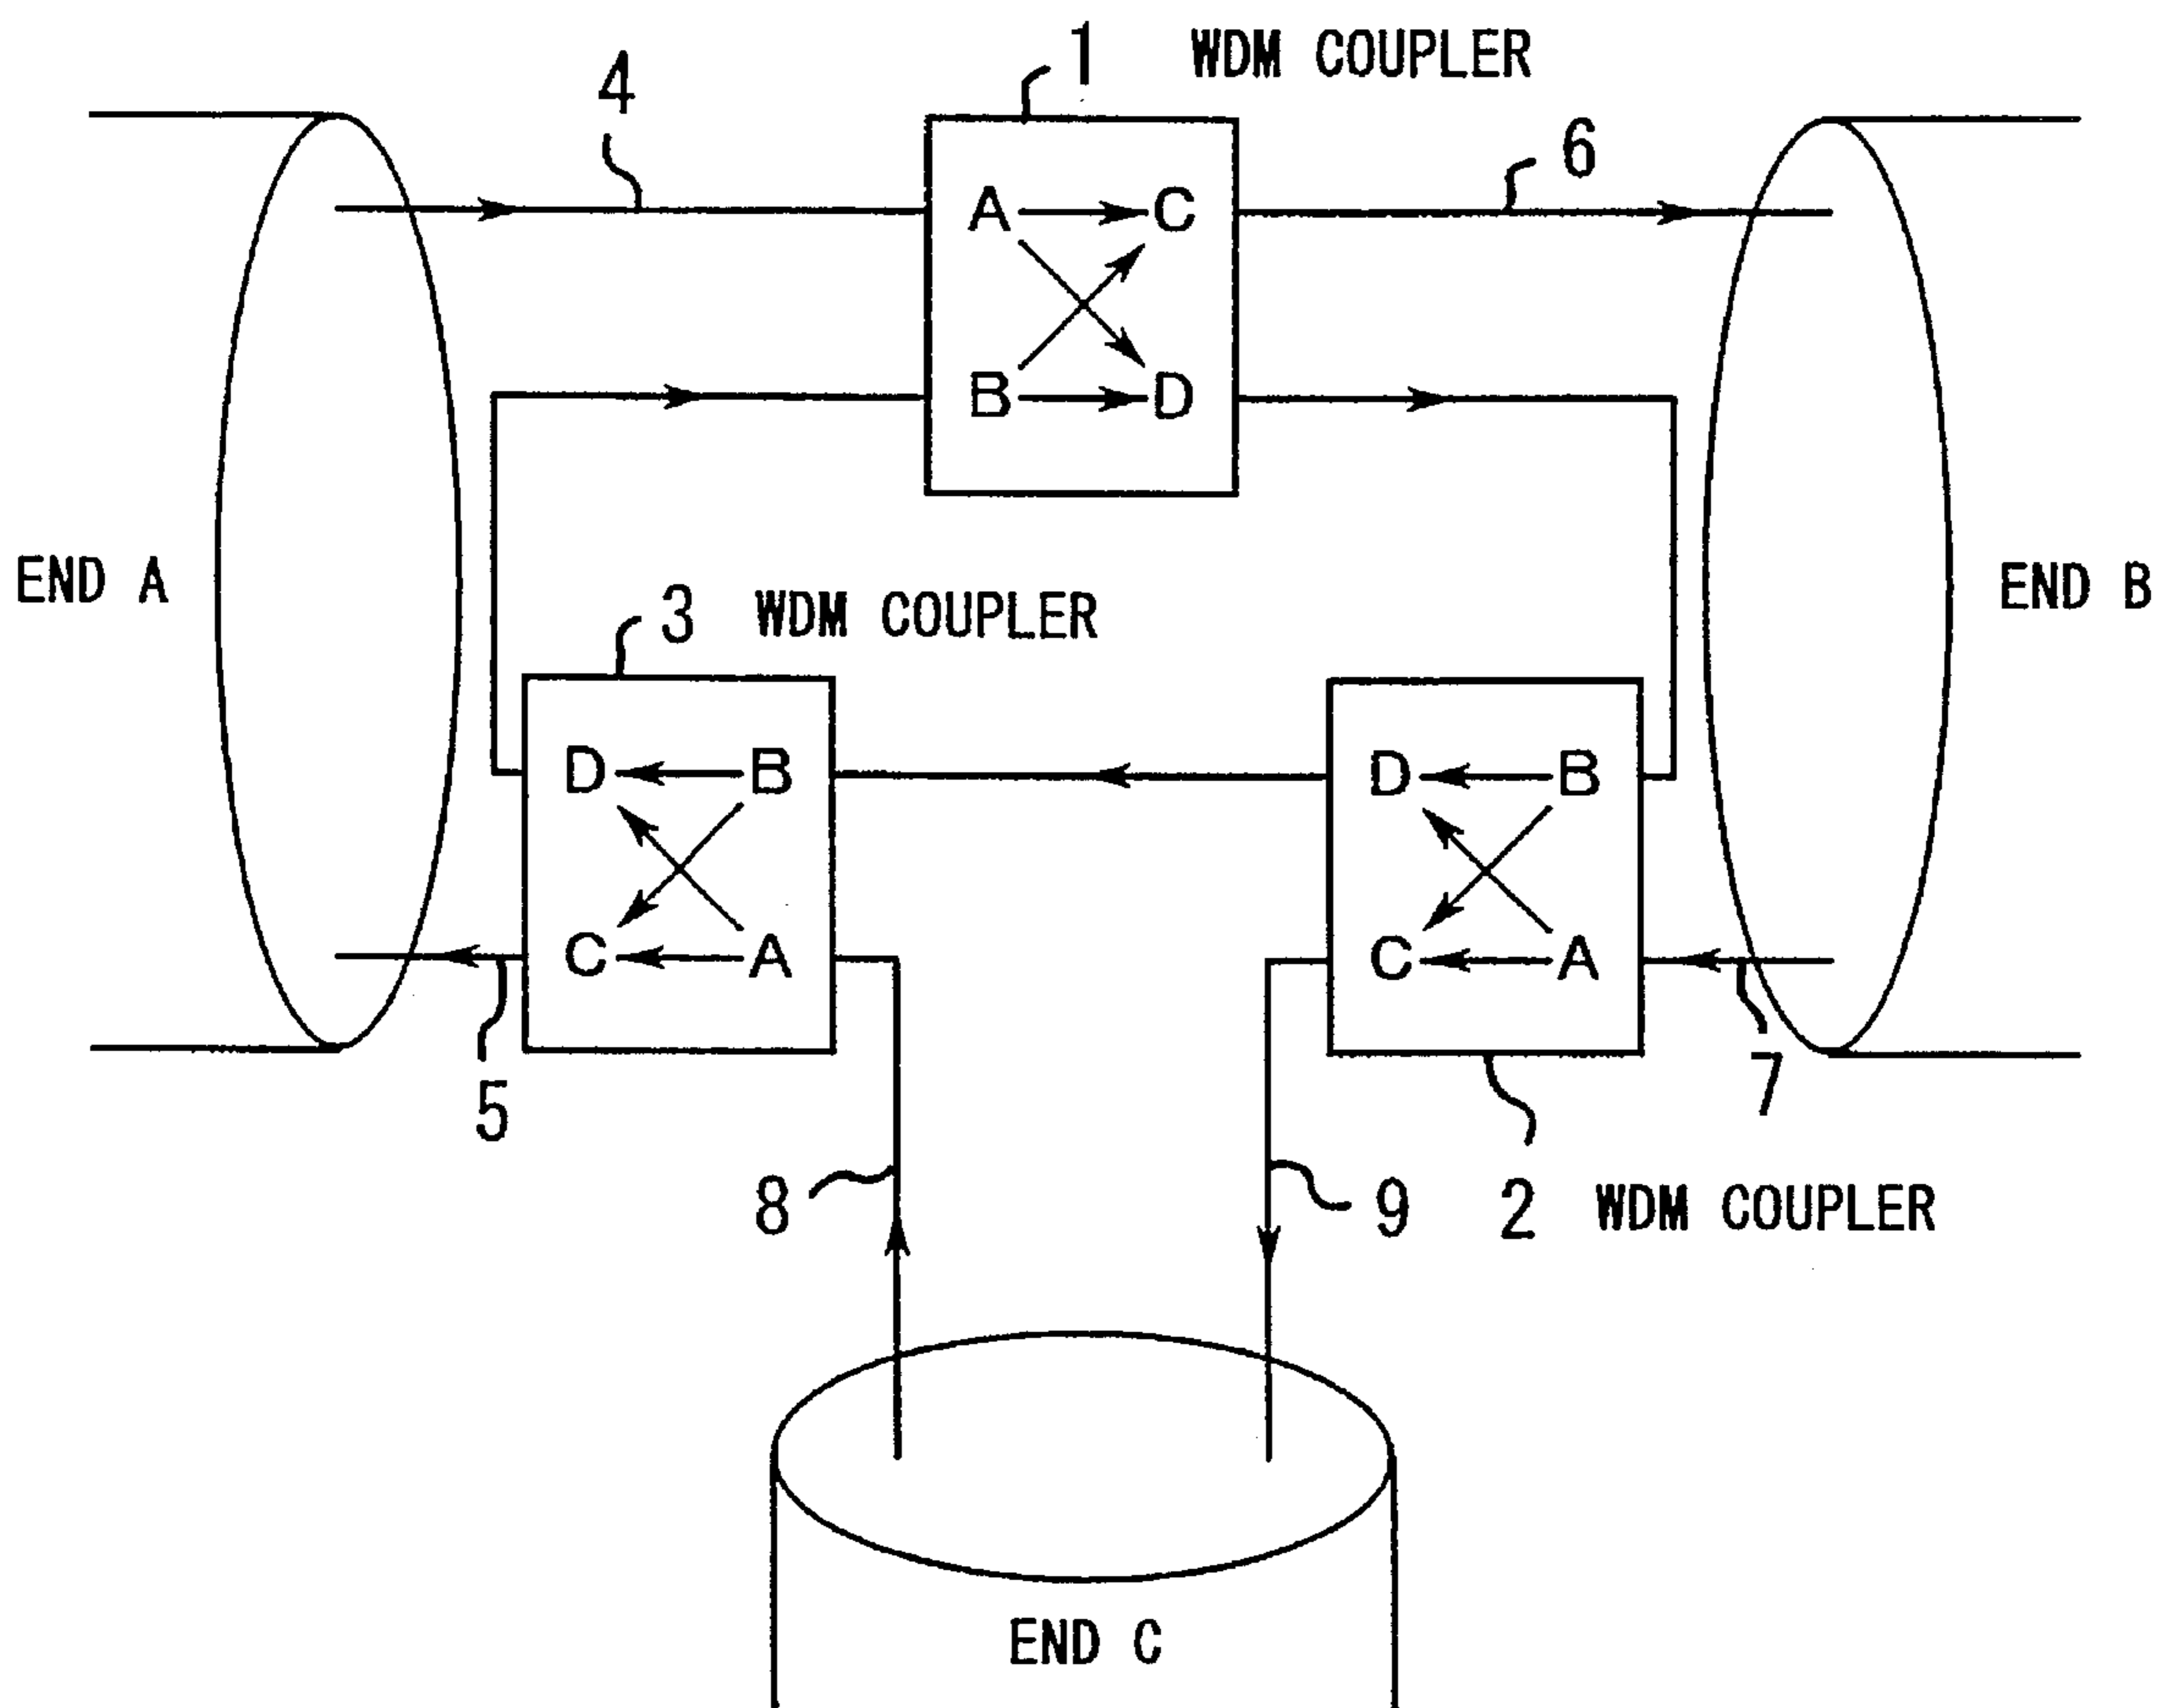 1 WDM COUPLER
4
6
A C
B D
END A
END B
3 WDM COUPLER
D B
D B
C A
C A
5
7
8
9
2 WDM COUPLER
END C